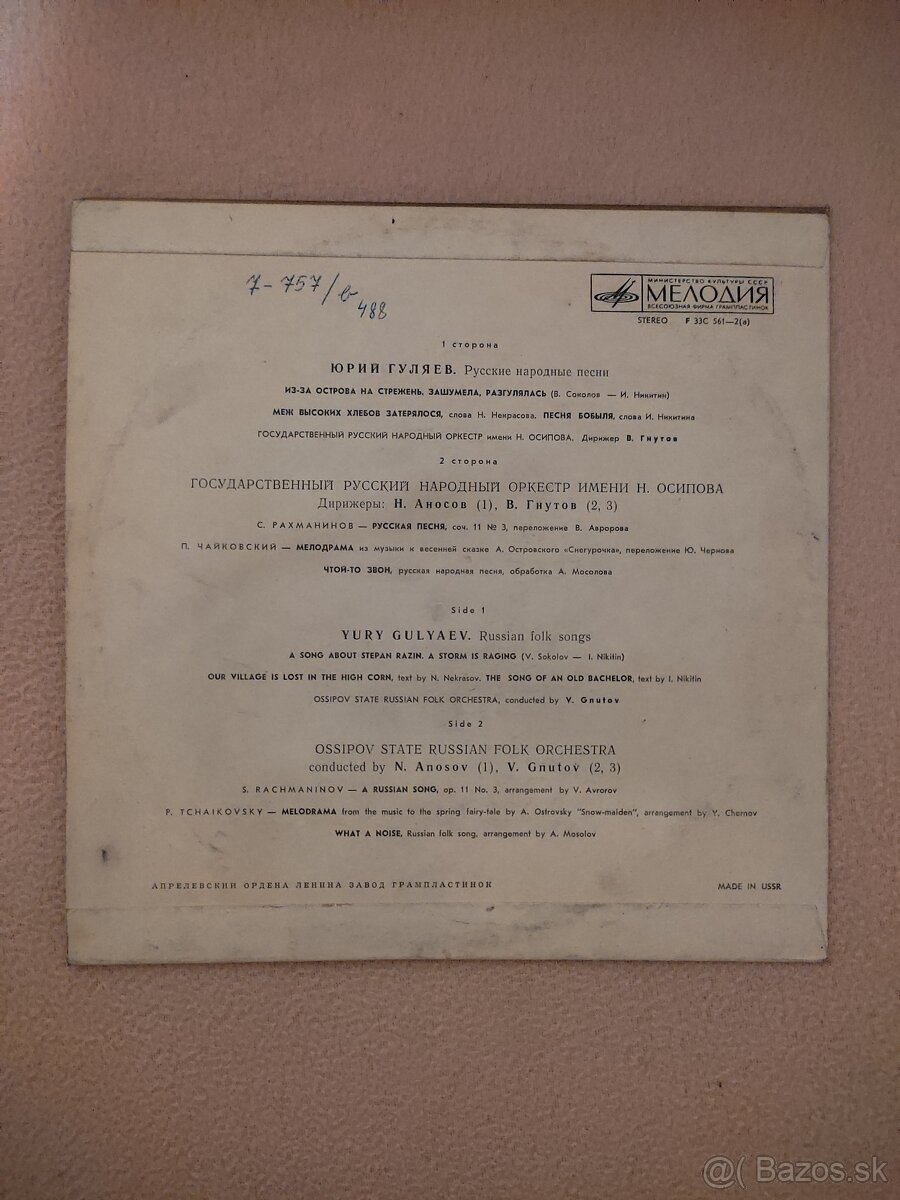 7-757/b
488
МИНИСТЕРСТВО КУЛЬТУРЫ СССР
МЕЛОДИЯ
ВСЕСОЮЗНАЯ ФИРМА ГРАМПЛАСТИНОК
STEREO F 33С 561—2(а)
1 сторона
ЮРИЙ ГУЛЯЕВ. Русские народные песни
ИЗ-ЗА ОСТРОВА НА СТРЕЖЕНЬ. ЗАШУМЕЛА, РАЗГУЛЯЛАСЬ (В. Соколов — И. Никитин)
МЕЖ ВЫСОКИХ ХЛЕБОВ ЗАТЕРЯЛОСЯ, слова Н. Некрасова. ПЕСНЯ БОБЫЛЯ, слова И. Никитина
ГОСУДАРСТВЕННЫЙ РУССКИЙ НАРОДНЫЙ ОРКЕСТР имени Н. ОСИПОВА, Дирижер В. Гнутов
2 сторона
ГОСУДАРСТВЕННЫЙ РУССКИЙ НАРОДНЫЙ ОРКЕСТР ИМЕНИ Н. ОСИПОВА
Дирижеры: Н. Аносов (1), В. Гнутов (2, 3)
С. РАХМАНИНОВ — РУССКАЯ ПЕСНЯ, соч. 11 № 3, переложение В. Авророва
П. ЧАЙКОВСКИЙ — МЕЛОДРАМА из музыки к весенней сказке А. Островского «Снегурочка», переложение Ю. Чернова
ЧТОЙ-ТО ЗВОН, русская народная песня, обработка А. Мосолова
Side 1
YURY GULYAEV. Russian folk songs
A SONG ABOUT STEPAN RAZIN. A STORM IS RAGING (V. Sokolov — I. Nikitin)
OUR VILLAGE IS LOST IN THE HIGH CORN, text by N. Nekrasov. THE SONG OF AN OLD BACHELOR, text by I. Nikitin
OSSIPOV STATE RUSSIAN FOLK ORCHESTRA, conducted by V. Gnutov
Side 2
OSSIPOV STATE RUSSIAN FOLK ORCHESTRA
conducted by N. Anosov (1), V. Gnutov (2, 3)
S. RACHMANINOV — A RUSSIAN SONG, op. 11 No. 3, arrangement by V. Avrorov
P. TCHAIKOVSKY — MELODRAMA from the music to the spring fairy-tale by A. Ostrovsky "Snow-maiden", arrangement by Y. Chernov
WHAT A NOISE, Russian folk song, arrangement by A. Mosolov
АПРЕЛЕВСКИЙ ОРДЕНА ЛЕНИНА ЗАВОД ГРАМПЛАСТИНОК MADE IN USSR
@( Bazos.sk